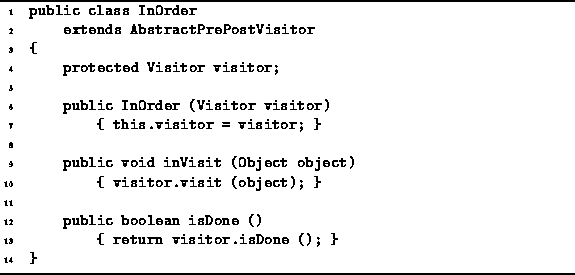 1 public class InOrder
2     extends AbstractPrePostVisitor
3 {
4     protected Visitor visitor;
5
6     public InOrder (Visitor visitor)
7         { this.visitor = visitor; }
8
9     public void inVisit (Object object)
10         { visitor.visit (object); }
11
12     public boolean isDone ()
13         { return visitor.isDone (); }
14 }